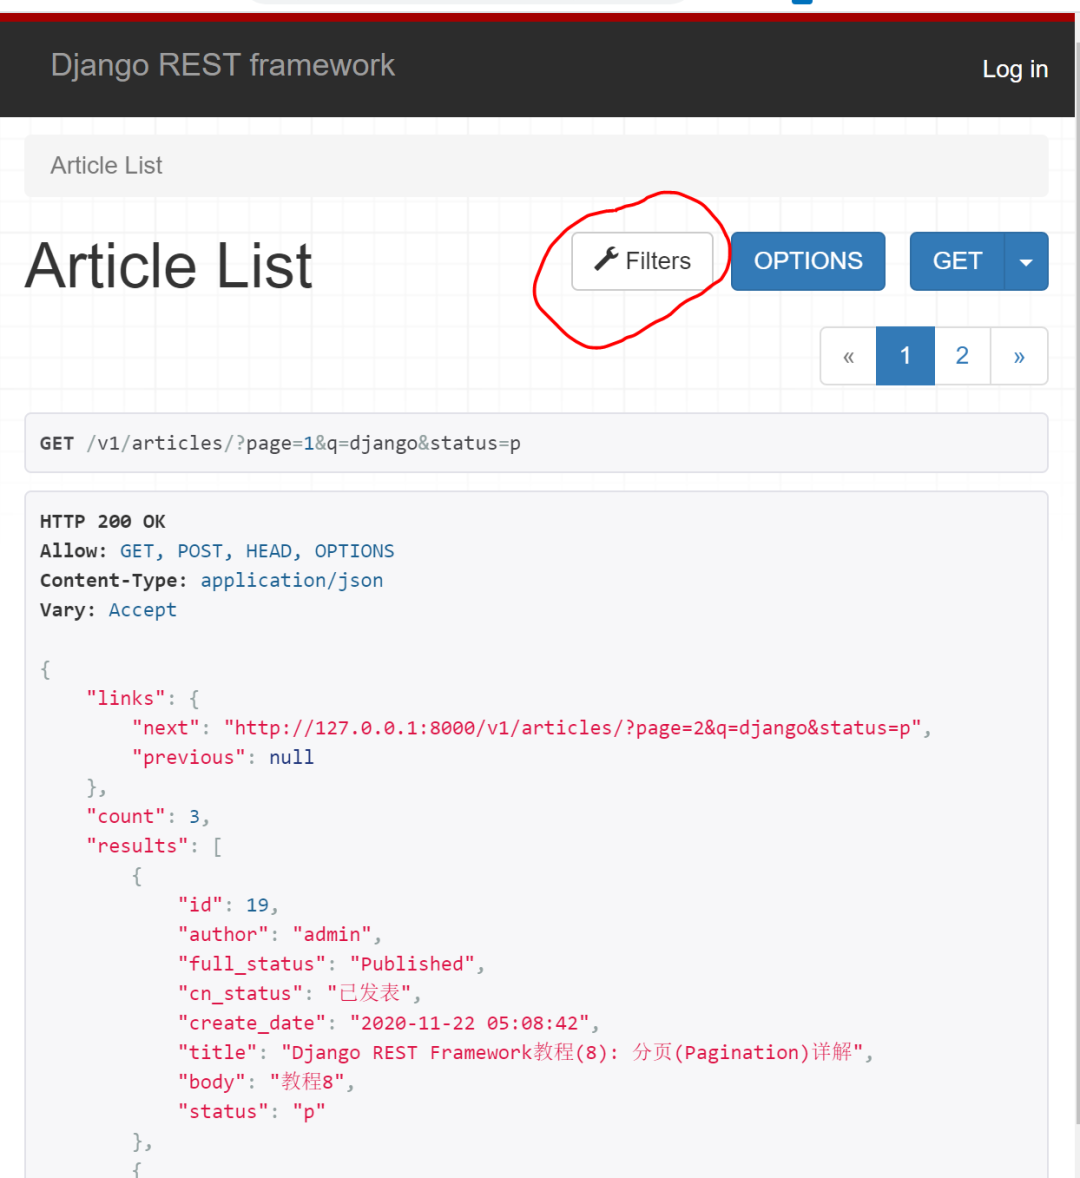 Django REST framework
Log in
Article List
Article List
Filters
OPTIONS
GET
« 1 2 »
GET /v1/articles/?page=1&q=django&status=p
HTTP 200 OK
Allow: GET, POST, HEAD, OPTIONS
Content-Type: application/json
Vary: Accept
{
    "links": {
        "next": "http://127.0.0.1:8000/v1/articles/?page=2&q=django&status=p",
        "previous": null
    },
    "count": 3,
    "results": [
        {
            "id": 19,
            "author": "admin",
            "full_status": "Published",
            "cn_status": "已发表",
            "create_date": "2020-11-22 05:08:42",
            "title": "Django REST Framework教程(8): 分页(Pagination)详解",
            "body": "教程8",
            "status": "p"
        },
        {